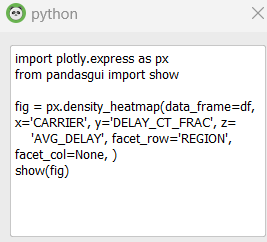 python
import plotly.express as px
from pandasgui import show

fig = px.density_heatmap(data_frame=df,
x='CARRIER', y='DELAY_CT_FRAC', z=
    'AVG_DELAY', facet_row='REGION',
facet_col=None, )
show(fig)